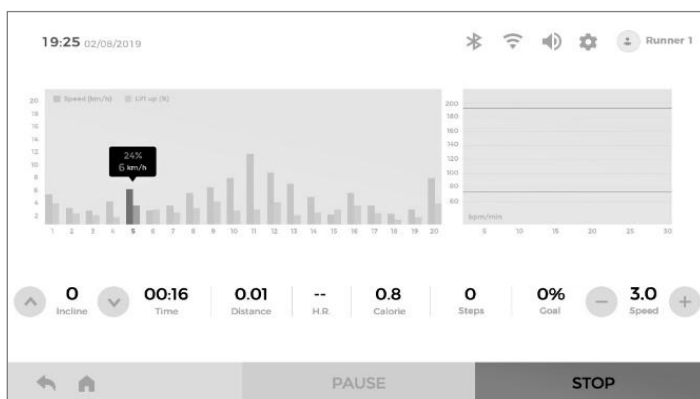 19:25 02/08/2019
Runner 1
Speed (km/h) Lift up (%)
20
18
16
14
12
10
8
6
4
2
24%
6 km/h
1 2 3 4 5 6 7 8 9 10 11 12 13 14 15 16 17 18 19 20
200
180
160
140
120
100
80
60
bpm/min
5 10 15 20 25 30
0 00:16 0.01 -- 0.8 0 0% 3.0
Incline Time Distance H.R. Calorie Steps Goal Speed
PAUSE STOP